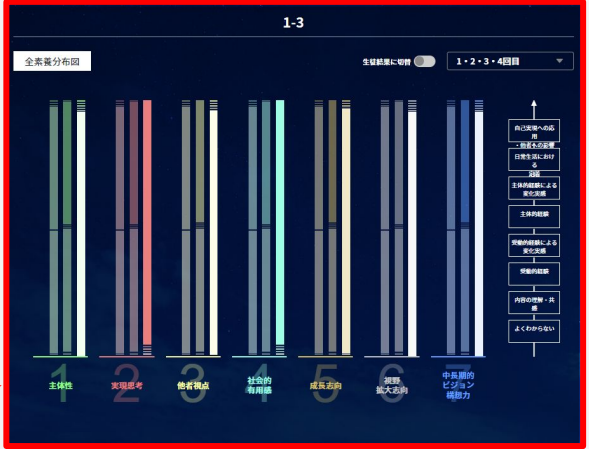 1-3
全素養分布図
生徒結果に切替
1・2・3・4回目
自己実現への応
用
・他者への影響
日常生活におけ
る
主体的経験による
変化実感
主体的経験
受動的経験による
変化実感
受動的経験
内容の理解・共
感
よくわからない
1
主体性
2
実現思考
3
他者視点
4
社会的
有用感
5
成長志向
6
視野
拡大志向
7
中長期的
ビジョン
構想力